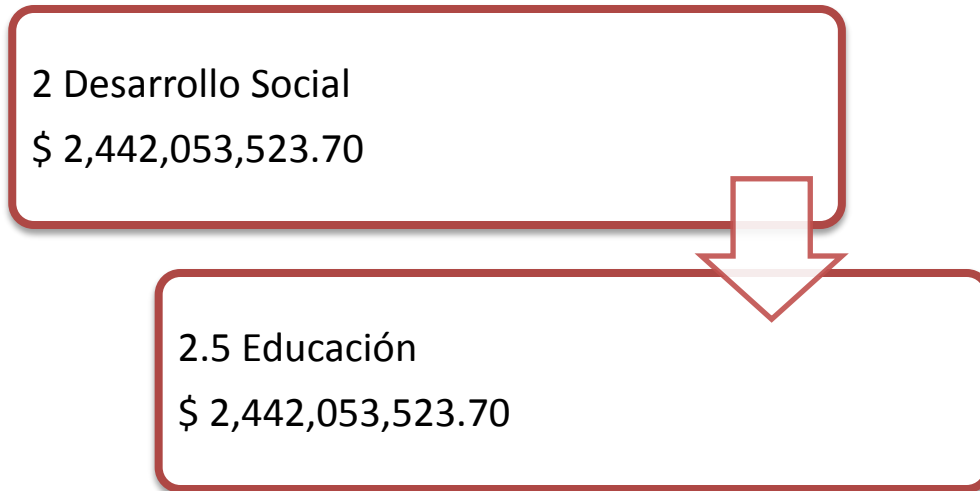 2 Desarrollo Social
$ 2,442,053,523.70
2.5 Educación
$ 2,442,053,523.70